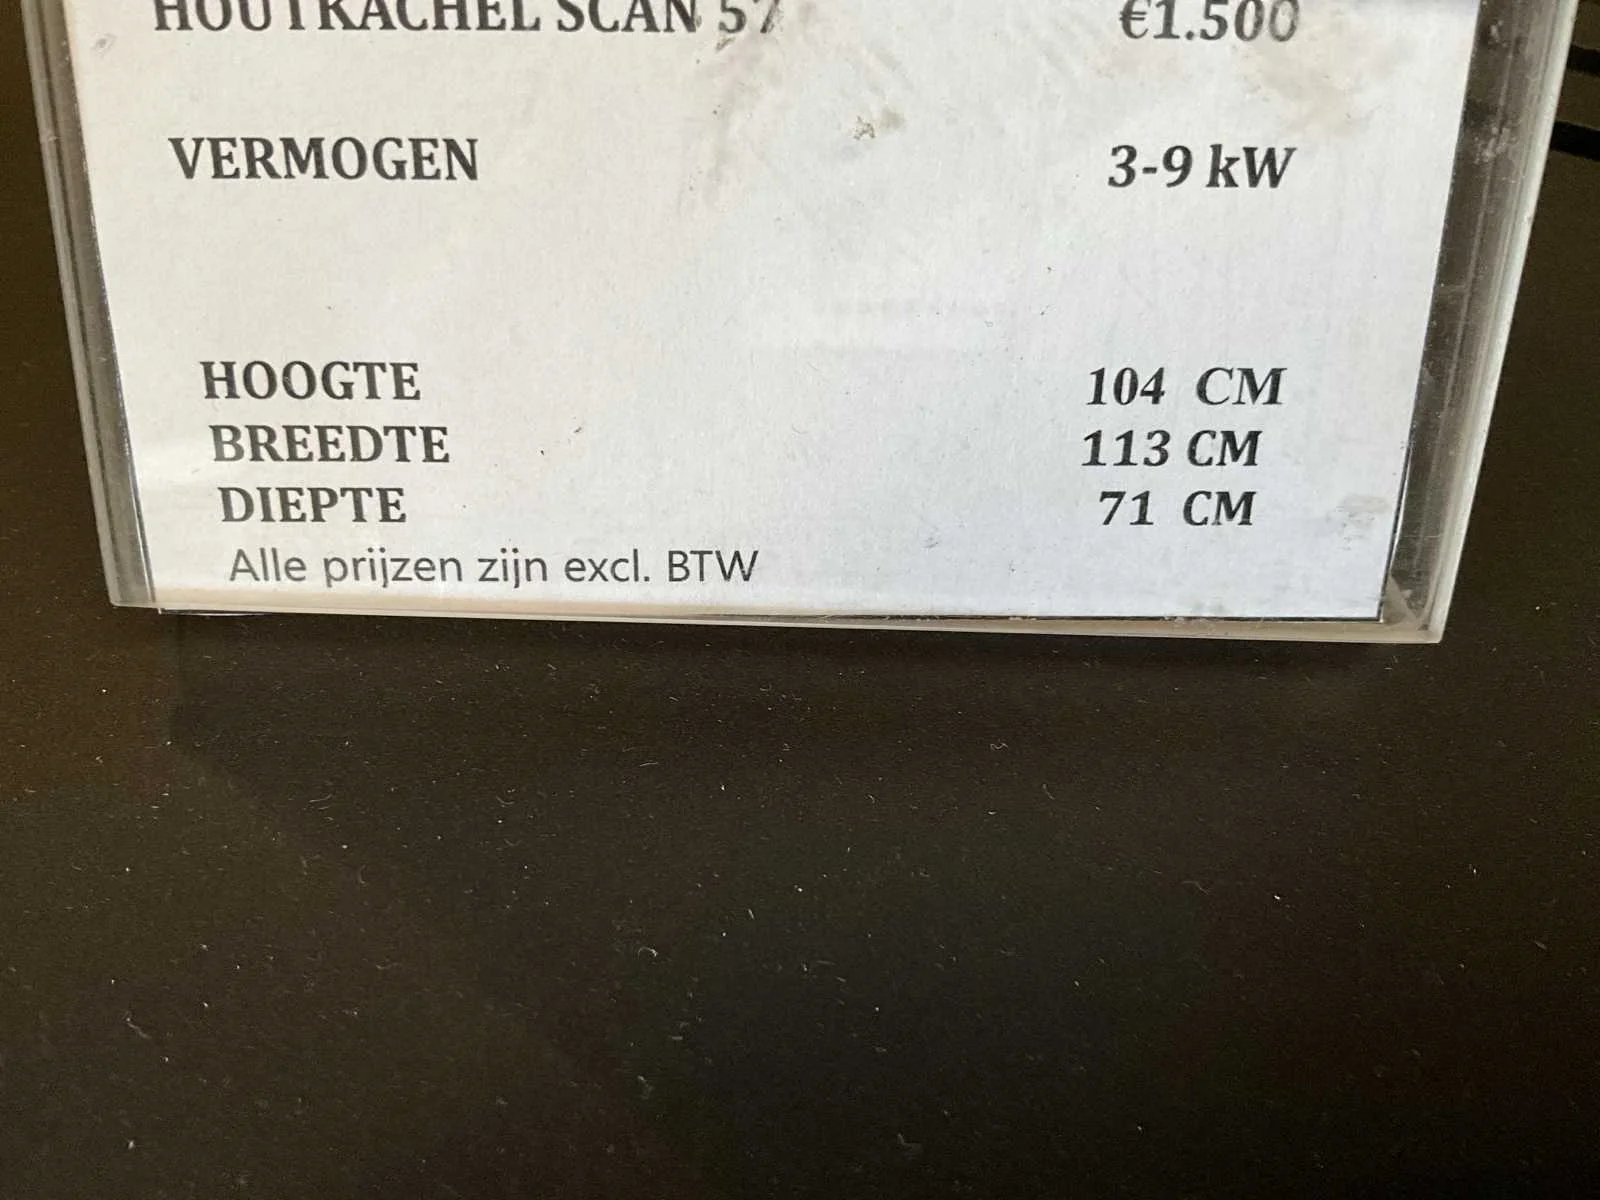 HOUTKACHEL SCAN 57 €1.500
VERMOGEN 3-9 kW
HOOGTE 104 CM
BREEDTE 113 CM
DIEPTE 71 CM
Alle prijzen zijn excl. BTW